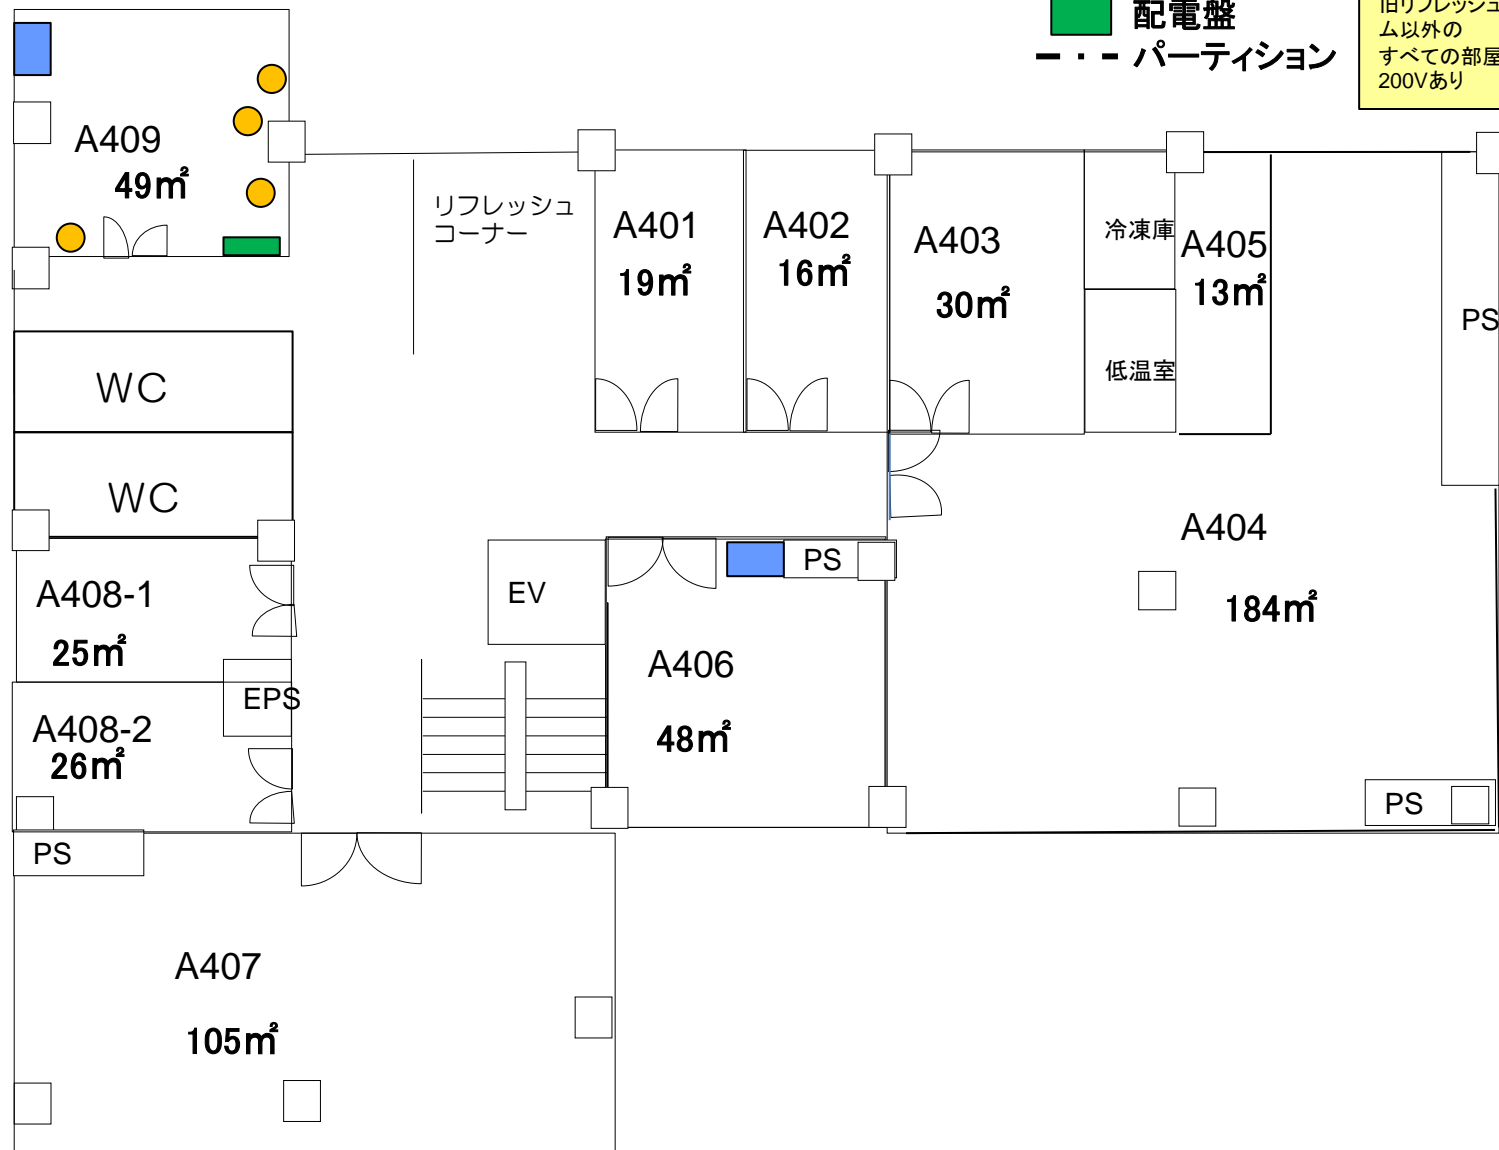 配電盤
パーティション
旧リフレッシュ
ム以外の
すべての部屋
200Vあり
A409
49㎡
リフレッシュ
コーナー
A401
19㎡
A402
16㎡
A403
30㎡
冷凍庫
低温室
A405
13㎡
PS
WC
WC
A404
184㎡
A408-1
25㎡
EV
PS
A406
48㎡
EPS
A408-2
26㎡
PS
PS
A407
105㎡